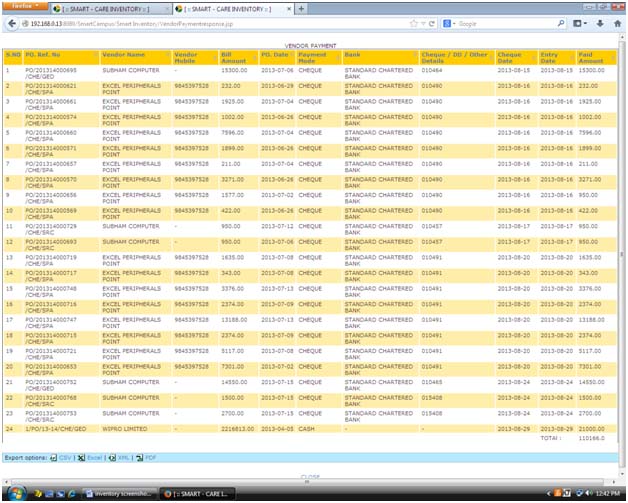 Firefox
[ :: SMART - CARE INVENTORY :: ] [ :: SMART - CARE INVENTORY :: ]
192.168.0.13:8089/SmartCampus/Smart Inventory/VendorPaymentresponce.jsp Google
VENDOR PAYMENT
S.NO PG. Ref. No Vendor Name Vendor Mobile Bill Amount PG. Date Payment Mode Bank Cheque / DD / Other Details Cheque Date Entry Date Paid Amount
1 PO/201314000695 SUBHAM COMPUTER - 15300.00 2013-07-06 CHEQUE STANDARD CHARTERED 010464 2013-08-15 2013-08-15 15300.00
/CHE/GED BANK
2 PO/201314000621 EXCEL PERIPHERALS 9845397528 232.00 2013-06-29 CHEQUE STANDARD CHARTERED 010490 2013-08-16 2013-08-16 232.00
/CHE/SPA POINT BANK
3 PO/201314000661 EXCEL PERIPHERALS 9845397528 1925.00 2013-07-04 CHEQUE STANDARD CHARTERED 010490 2013-08-16 2013-08-16 1925.00
/CHE/SPA POINT BANK
4 PO/201314000574 EXCEL PERIPHERALS 9845397528 1002.00 2013-06-26 CHEQUE STANDARD CHARTERED 010490 2013-08-16 2013-08-16 1002.00
/CHE/SPA POINT BANK
5 PO/201314000660 EXCEL PERIPHERALS 9845397528 7596.00 2013-07-04 CHEQUE STANDARD CHARTERED 010490 2013-08-16 2013-08-16 7596.00
/CHE/SPA POINT BANK
6 PO/201314000571 EXCEL PERIPHERALS 9845397528 1899.00 2013-06-26 CHEQUE STANDARD CHARTERED 010490 2013-08-16 2013-08-16 1899.00
/CHE/SPA POINT BANK
7 PO/201314000657 EXCEL PERIPHERALS 9845397528 211.00 2013-07-04 CHEQUE STANDARD CHARTERED 010490 2013-08-16 2013-08-16 211.00
/CHE/SPA POINT BANK
8 PO/201314000570 EXCEL PERIPHERALS 9845397528 3271.00 2013-06-26 CHEQUE STANDARD CHARTERED 010490 2013-08-16 2013-08-16 3271.00
/CHE/SPA POINT BANK
9 PO/201314000656 EXCEL PERIPHERALS 9845397528 1577.00 2013-07-02 CHEQUE STANDARD CHARTERED 010490 2013-08-16 2013-08-16 950.00
/CHE/SPA POINT BANK
10 PO/201314000569 EXCEL PERIPHERALS 9845397528 422.00 2013-06-26 CHEQUE STANDARD CHARTERED 010490 2013-08-16 2013-08-16 422.00
/CHE/SPA POINT BANK
11 PO/201314000729 SUBHAM COMPUTER - 950.00 2013-07-12 CHEQUE STANDARD CHARTERED 010457 2013-08-17 2013-08-17 950.00
/CHE/SRC BANK
12 PO/201314000693 SUBHAM COMPUTER - 950.00 2013-07-06 CHEQUE STANDARD CHARTERED 010457 2013-08-17 2013-08-17 950.00
/CHE/SRC BANK
13 PO/201314000719 EXCEL PERIPHERALS 9845397528 1635.00 2013-07-08 CHEQUE STANDARD CHARTERED 010491 2013-08-20 2013-08-20 1635.00
/CHE/SPA POINT BANK
14 PO/201314000717 EXCEL PERIPHERALS 9845397528 343.00 2013-07-08 CHEQUE STANDARD CHARTERED 010491 2013-08-20 2013-08-20 343.00
/CHE/SPA POINT BANK
15 PO/201314000748 EXCEL PERIPHERALS 9845397528 3376.00 2013-07-13 CHEQUE STANDARD CHARTERED 010491 2013-08-20 2013-08-20 3376.00
/CHE/SPA POINT BANK
16 PO/201314000716 EXCEL PERIPHERALS 9845397528 2374.00 2013-07-09 CHEQUE STANDARD CHARTERED 010491 2013-08-20 2013-08-20 2374.00
/CHE/SPA POINT BANK
17 PO/201314000747 EXCEL PERIPHERALS 9845397528 13188.00 2013-07-13 CHEQUE STANDARD CHARTERED 010491 2013-08-20 2013-08-20 13188.00
/CHE/SPA POINT BANK
18 PO/201314000715 EXCEL PERIPHERALS 9845397528 2374.00 2013-07-09 CHEQUE STANDARD CHARTERED 010491 2013-08-20 2013-08-20 2374.00
/CHE/SPA POINT BANK
19 PO/201314000721 EXCEL PERIPHERALS 9845397528 5117.00 2013-07-08 CHEQUE STANDARD CHARTERED 010491 2013-08-20 2013-08-20 5117.00
/CHE/SPA POINT BANK
20 PO/201314000653 EXCEL PERIPHERALS 9845397528 7301.00 2013-07-02 CHEQUE STANDARD CHARTERED 010491 2013-08-20 2013-08-20 7301.00
/CHE/SPA POINT BANK
21 PO/201314000752 SUBHAM COMPUTER - 14550.00 2013-07-15 CHEQUE STANDARD CHARTERED 010465 2013-08-24 2013-08-24 14550.00
/CHE/GED BANK
22 PO/201314000768 SUBHAM COMPUTER - 1500.00 2013-07-15 CHEQUE STANDARD CHARTERED 015408 2013-08-24 2013-08-24 1500.00
/CHE/SRC BANK
23 PO/201314000753 SUBHAM COMPUTER - 2700.00 2013-07-15 CHEQUE STANDARD CHARTERED 015408 2013-08-24 2013-08-24 2700.00
/CHE/SRC BANK
24 1/PO/13-14/CHE/GED WIPRO LIMITED - 2216813.00 2013-04-05 CASH - - 2013-08-29 2013-08-29 21000.00
TOTAL: 110166.0
Export options: CSV | Excel | XML | PDF
CLOSE
inventory screensho... [ :: SMART - CARE I... 12:42 PM